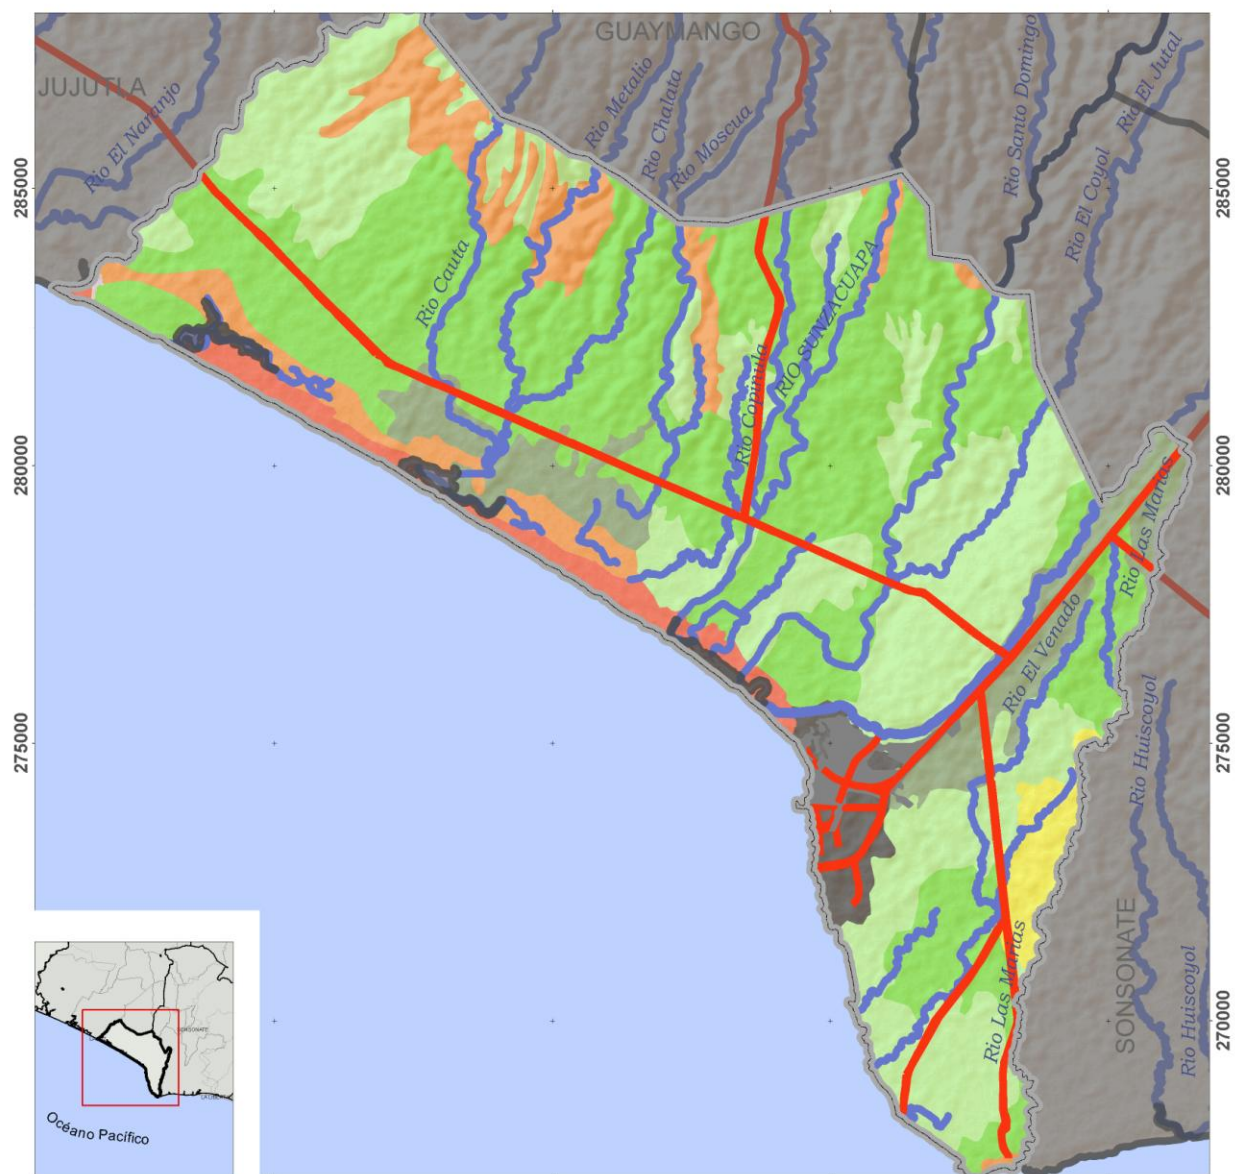 GUAYMANGO
JUJUTLA
Rio El Naranjo
Rio Metalio
Rio Chalata
Rio Moscua
Rio Santo Domingo
Rio El Jutal
Rio El Coyol
285000
285000
Rio Cauta
RIO SUNZACUAPA
Rio Copinula
280000
280000
Rio Las Marias
Rio El Venado
275000
275000
Rio Huiscoyol
SONSONATE
Rio Las Marias
Rio Huiscoyol
270000
SONSONATE
Océano Pacífico